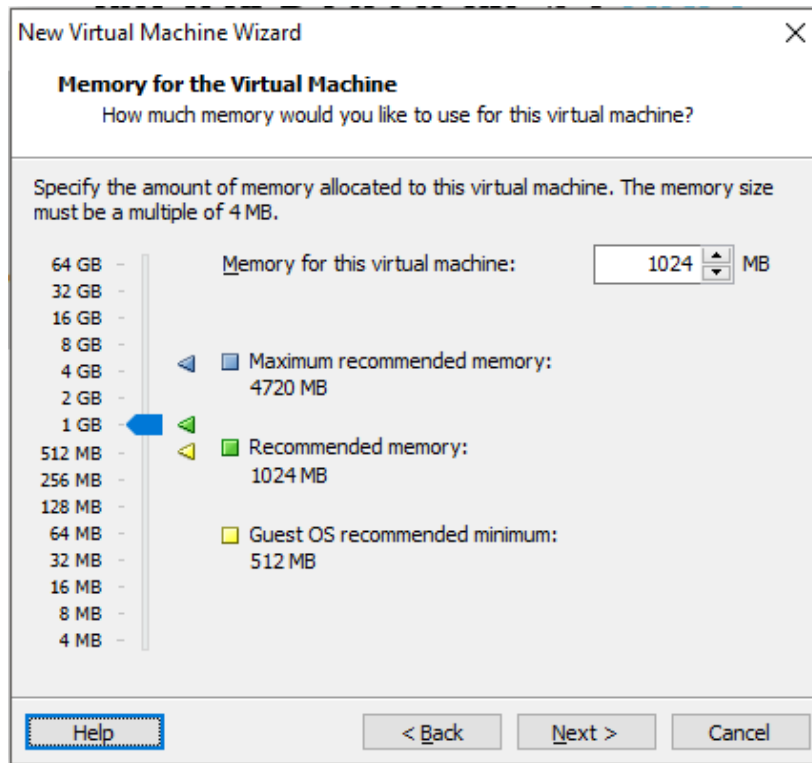 New Virtual Machine Wizard
Memory for the Virtual Machine
How much memory would you like to use for this virtual machine?
Specify the amount of memory allocated to this virtual machine. The memory size
must be a multiple of 4 MB.
Memory for this virtual machine: 1024 MB
64 GB
32 GB
16 GB
8 GB
4 GB
2 GB
1 GB
512 MB
256 MB
128 MB
64 MB
32 MB
16 MB
8 MB
4 MB
Maximum recommended memory:
4720 MB
Recommended memory:
1024 MB
Guest OS recommended minimum:
512 MB
Help
< Back
Next >
Cancel